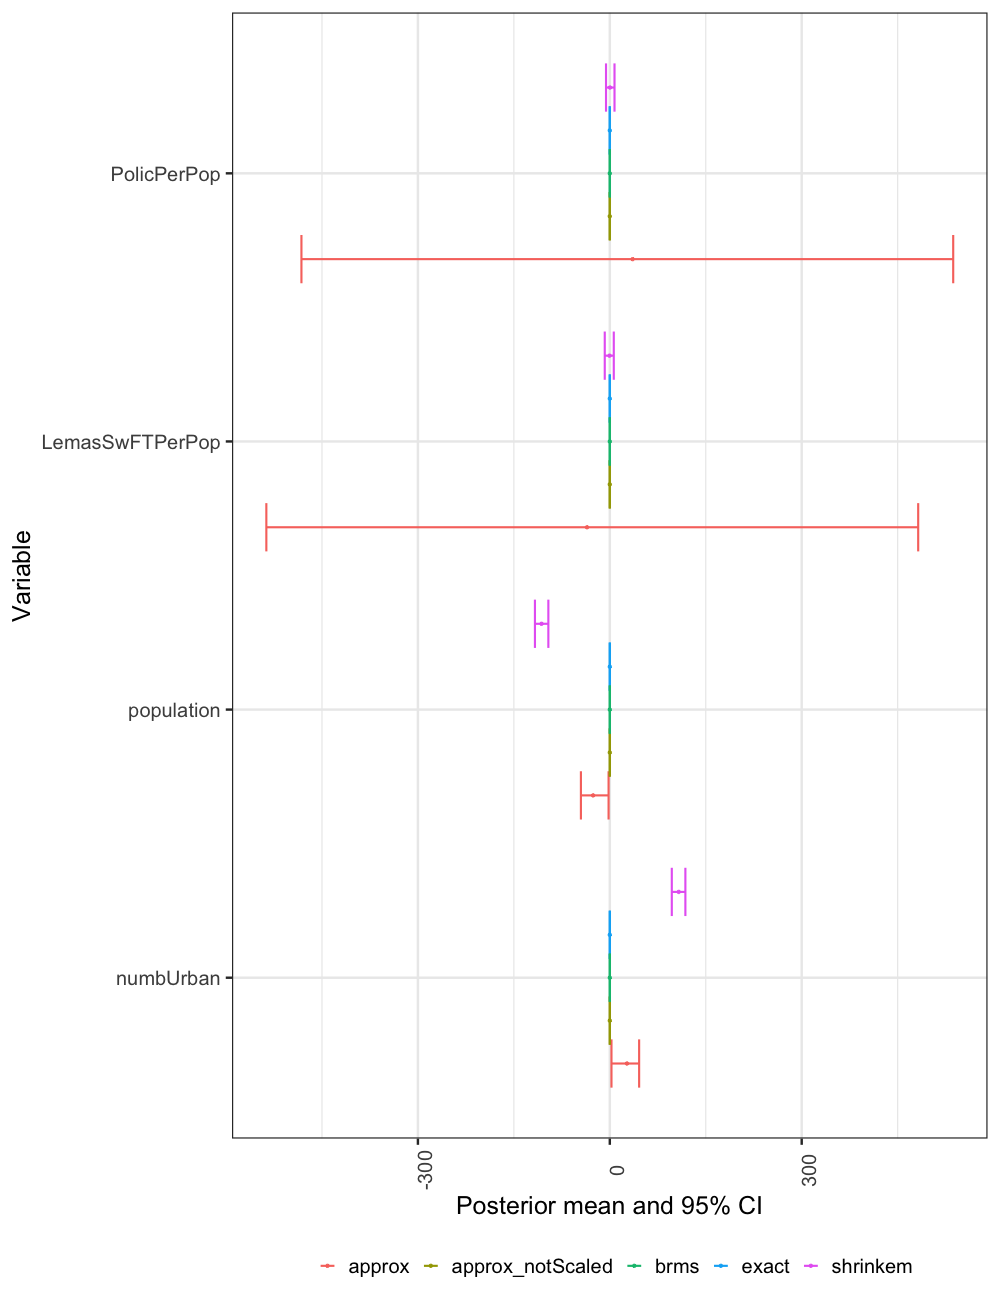 PolicPerPop
LemasSwFTPerPop
population
numbUrban
Variable
-300
0
300
Posterior mean and 95% CI
approx
approx_notScaled
brms
exact
shrinkem